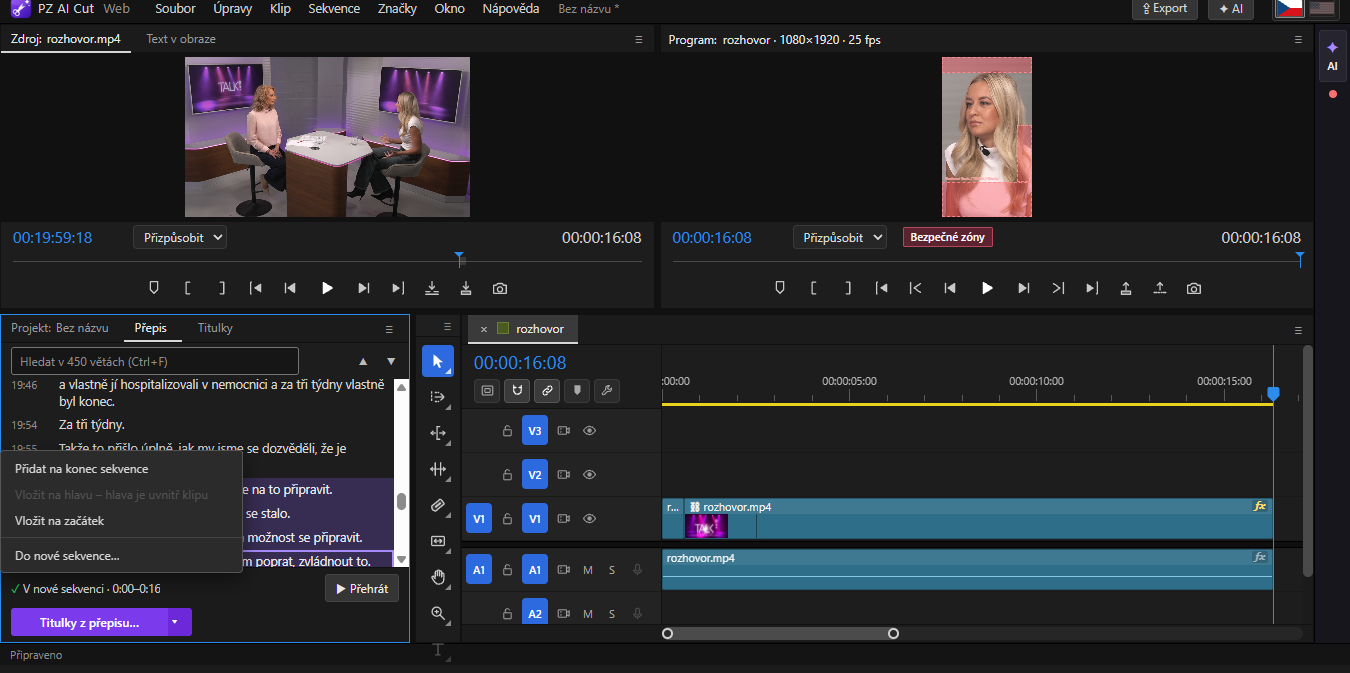 PZ AI Cut Web Soubor Úpravy Klip Sekvence Značky Okno Nápověda Bez názvu * Export AI
Zdroj: rozhovor.mp4 Text v obraze
Program: rozhovor · 1080×1920 · 25 fps
AI
TALK!
00:19:59:18 Přizpůsobit 00:00:16:08
00:00:16:08 Přizpůsobit Bezpečné zóny 00:00:16:08
Projekt: Bez názvu Přepis Titulky
Hledat v 450 větách (Ctrl+F)
19:46 a vlastně jí hospitalizovali v nemocnici a za tři týdny vlastně
byl konec.
19:54 Za tři týdny.
19:55 Takže to přišlo úplně, jak my jsme se dozvěděli, že je
Přidat na konec sekvence
Vložit na hlavu – hlava je uvnitř klipu
Vložit na začátek
Do nové sekvence...
e na to připravit.
se stalo.
možnost se připravit.
m poprat, zvládnout to.
✓ V nové sekvenci · 0:00–0:16 Přehrát
Titulky z přepisu...
Připraveno
× rozhovor
00:00:16:08
:00:00 00:00:05:00 00:00:10:00 00:00:15:00
V3
V2
V1 V1
r... rozhovor.mp4 fx
TALK
A1 A1 M S
rozhovor.mp4 fx
A2 M S
T